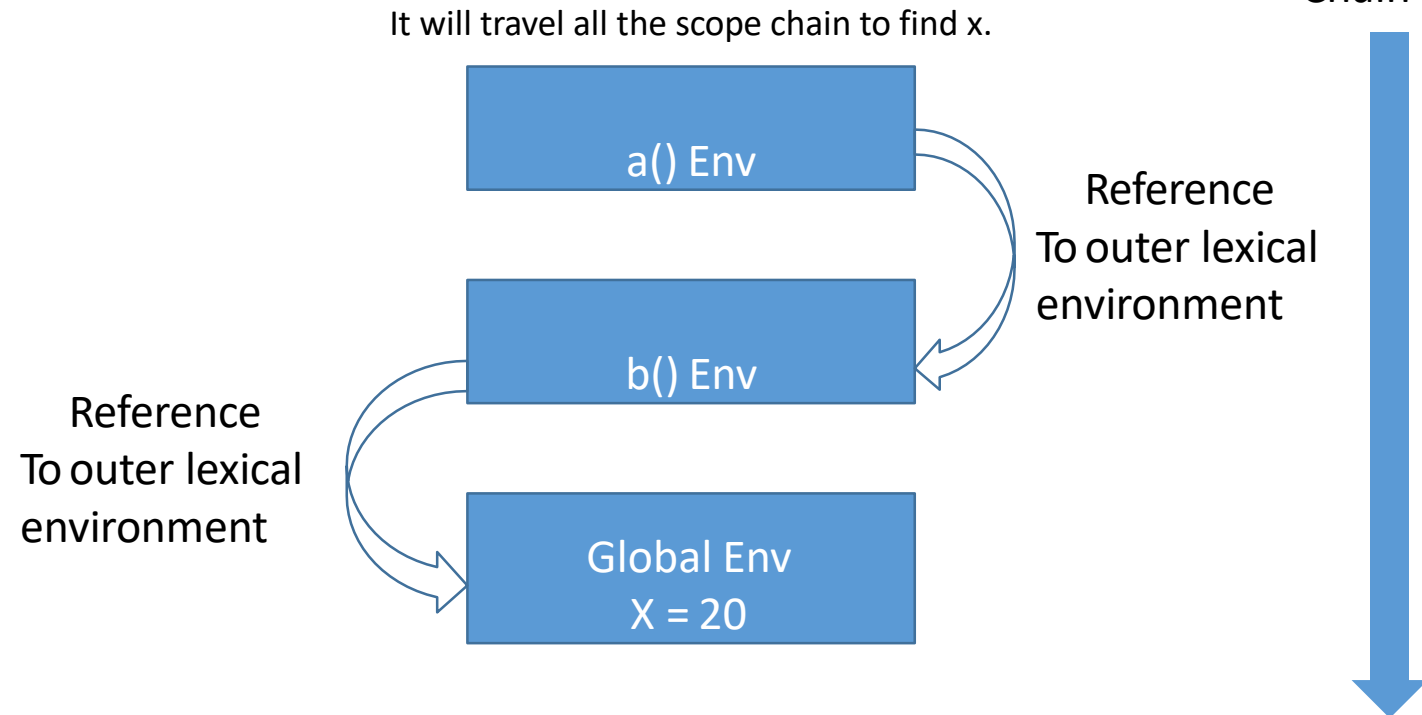 It will travel all the scope chain to find x.
a() Env
Reference
To outer lexical
environment
b() Env
Reference
To outer lexical
environment
Global Env
X = 20